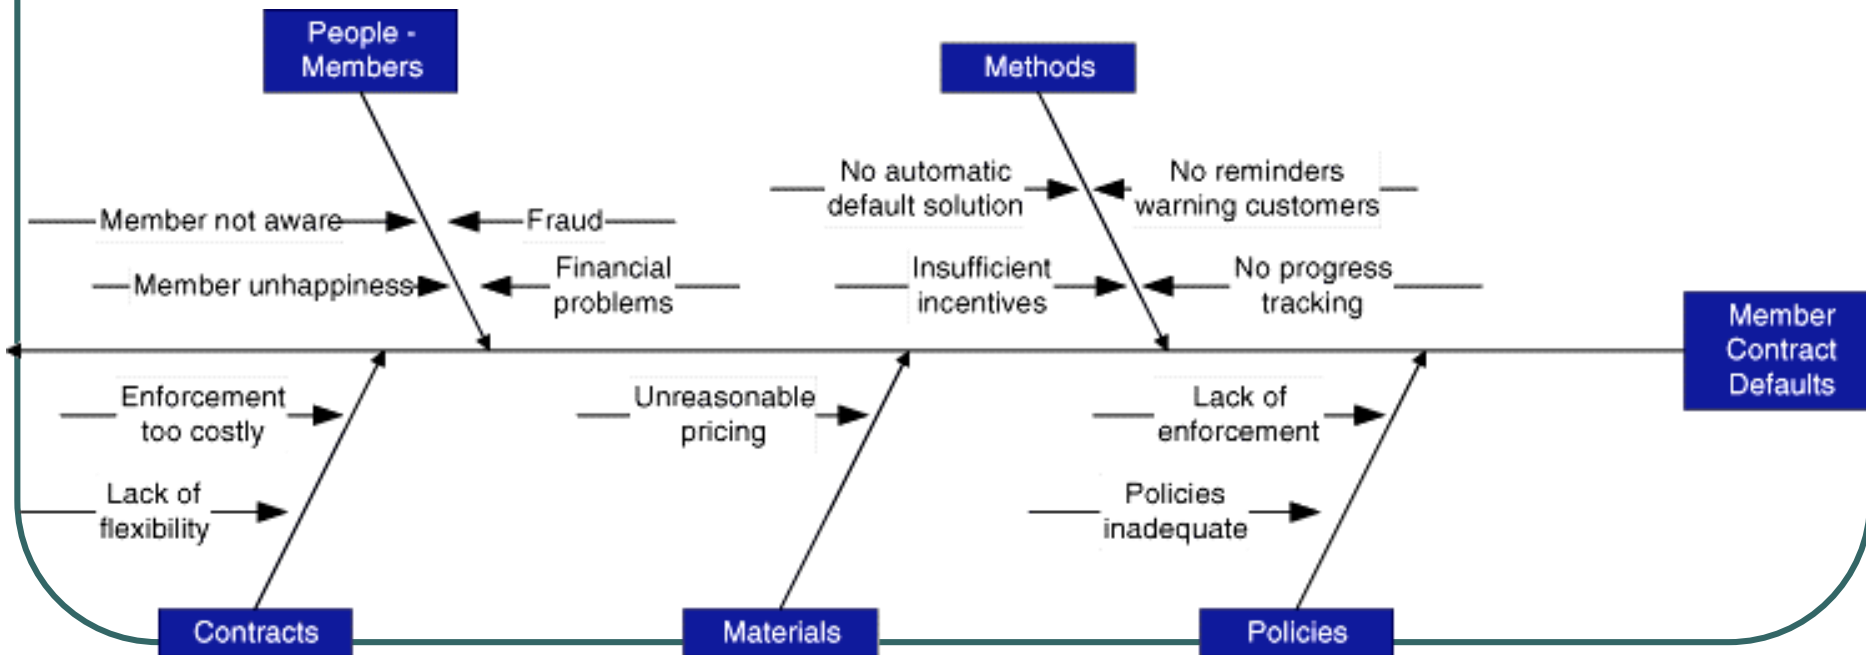 People -
Members
Methods
No automatic
default solution
No reminders
warning customers
Member not aware
Fraud
Member unhappiness
Financial
problems
Insufficient
incentives
No progress
tracking
Member
Contract
Defaults
Enforcement
too costly
Unreasonable
pricing
Lack of
enforcement
Lack of
flexibility
Policies
inadequate
Contracts
Materials
Policies